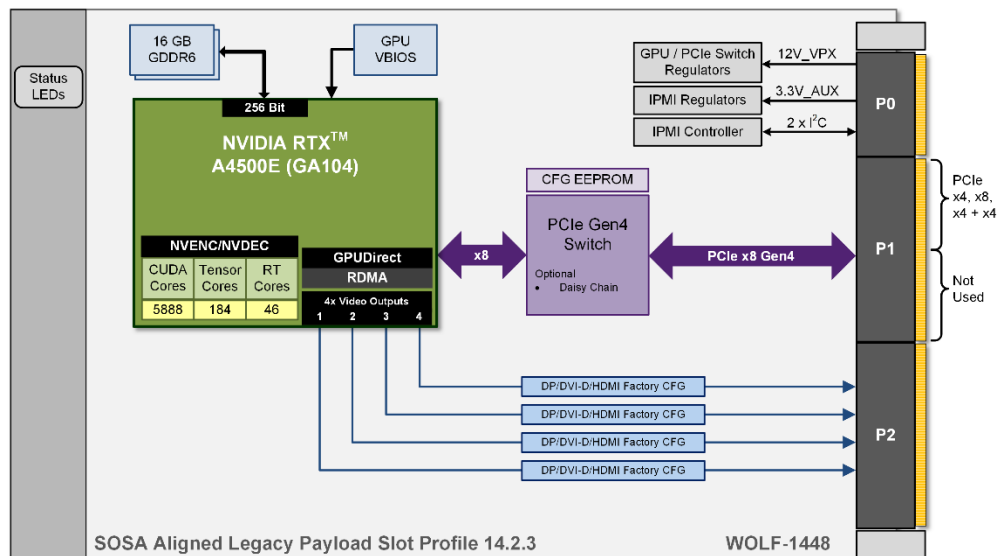 Status
LEDs
16 GB
GDDR6
GPU
VBIOS
256 Bit
NVIDIA RTX™
A4500E (GA104)
NVENC/NVDEC
CUDA
Cores
Tensor
Cores
RT
Cores
5888
184
46
GPUDirect
RDMA
4x Video Outputs
1 2 3 4
x8
CFG EEPROM
PCIe Gen4
Switch
Optional
• Daisy Chain
PCIe x8 Gen4
GPU / PCIe Switch
Regulators
12V_VPX
IPMI Regulators
3.3V_AUX
IPMI Controller
2 x I²C
P0
P1
P2
PCIe
x4, x8,
x4 + x4
Not
Used
DP/DVI-D/HDMI Factory CFG
DP/DVI-D/HDMI Factory CFG
DP/DVI-D/HDMI Factory CFG
DP/DVI-D/HDMI Factory CFG
SOSA Aligned Legacy Payload Slot Profile 14.2.3
WOLF-1448